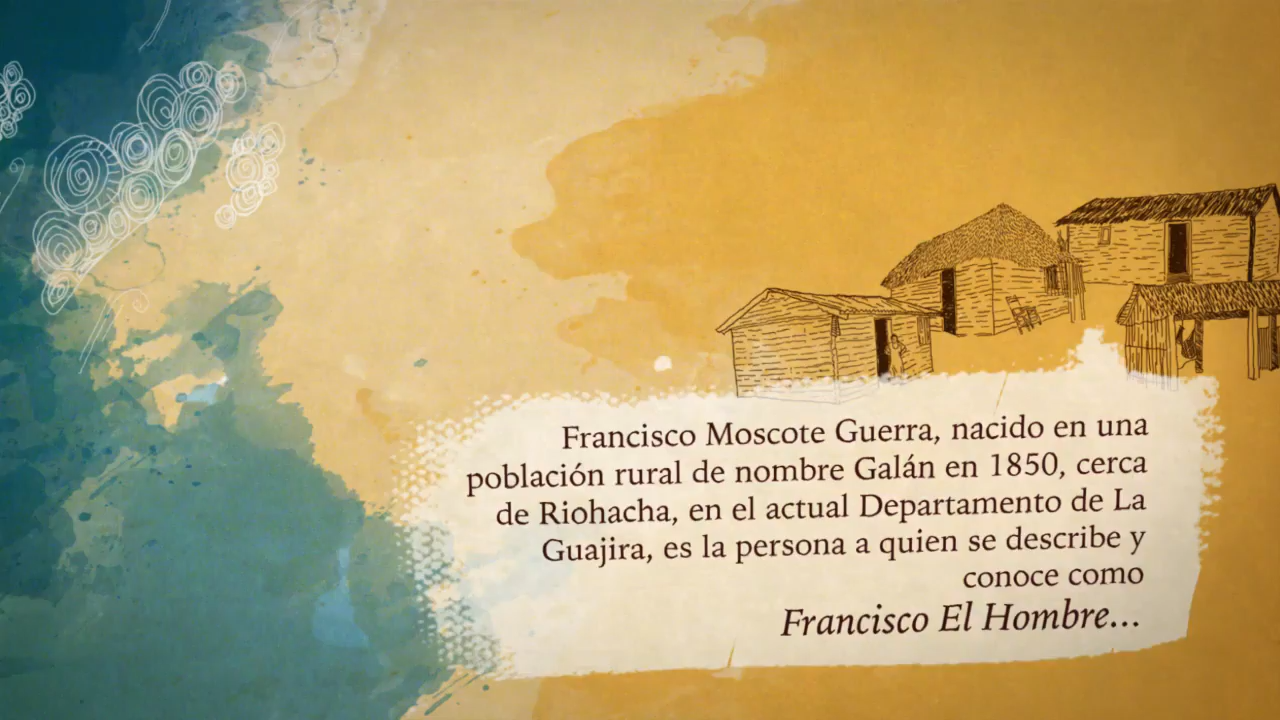 Francisco Moscote Guerra, nacido en una
población rural de nombre Galán en 1850, cerca
de Riohacha, en el actual Departamento de La
Guajira, es la persona a quien se describe y
conoce como
Francisco El Hombre...